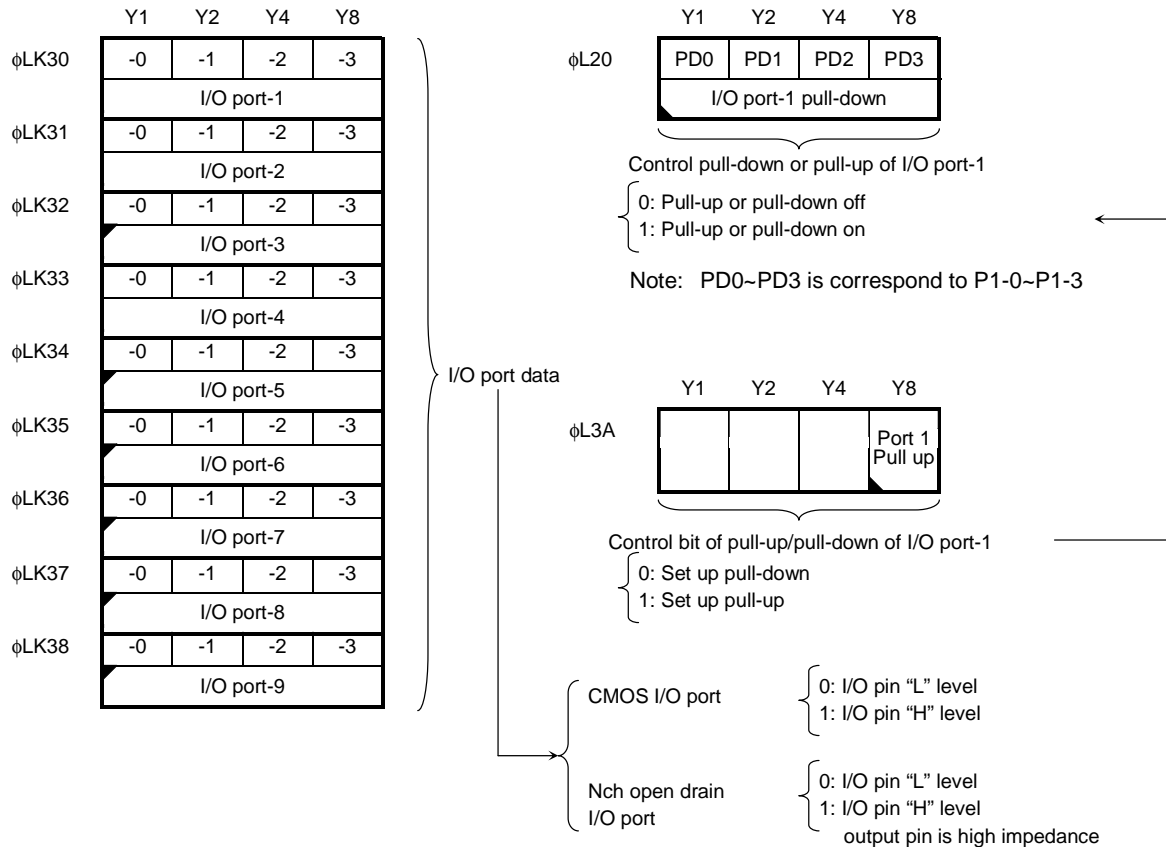 Y1 Y2 Y4 Y8
φLK30 -0 -1 -2 -3
I/O port-1
φLK31 -0 -1 -2 -3
I/O port-2
φLK32 -0 -1 -2 -3
I/O port-3
φLK33 -0 -1 -2 -3
I/O port-4
φLK34 -0 -1 -2 -3
I/O port-5
φLK35 -0 -1 -2 -3
I/O port-6
φLK36 -0 -1 -2 -3
I/O port-7
φLK37 -0 -1 -2 -3
I/O port-8
φLK38 -0 -1 -2 -3
I/O port-9
I/O port data
Y1 Y2 Y4 Y8
φL20 PD0 PD1 PD2 PD3
I/O port-1 pull-down
Control pull-down or pull-up of I/O port-1
0: Pull-up or pull-down off
1: Pull-up or pull-down on
Note: PD0~PD3 is correspond to P1-0~P1-3
Y1 Y2 Y4 Y8
φL3A Port 1
Pull up
Control bit of pull-up/pull-down of I/O port-1
0: Set up pull-down
1: Set up pull-up
CMOS I/O port
0: I/O pin “L” level
1: I/O pin “H” level
Nch open drain
I/O port
0: I/O pin “L” level
1: I/O pin “H” level
output pin is high impedance